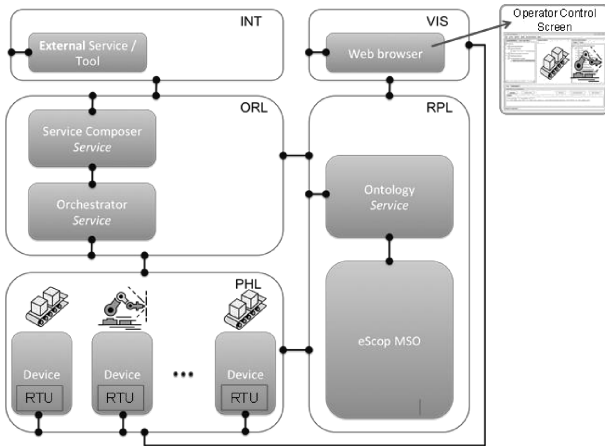 Operator Control
Screen
INT
External Service /
Tool
VIS
Web browser
ORL
Service Composer
Service
Orchestrator
Service
RPL
Ontology
Service
eScop MSO
PHL
Device
RTU
Device
RTU
Device
RTU